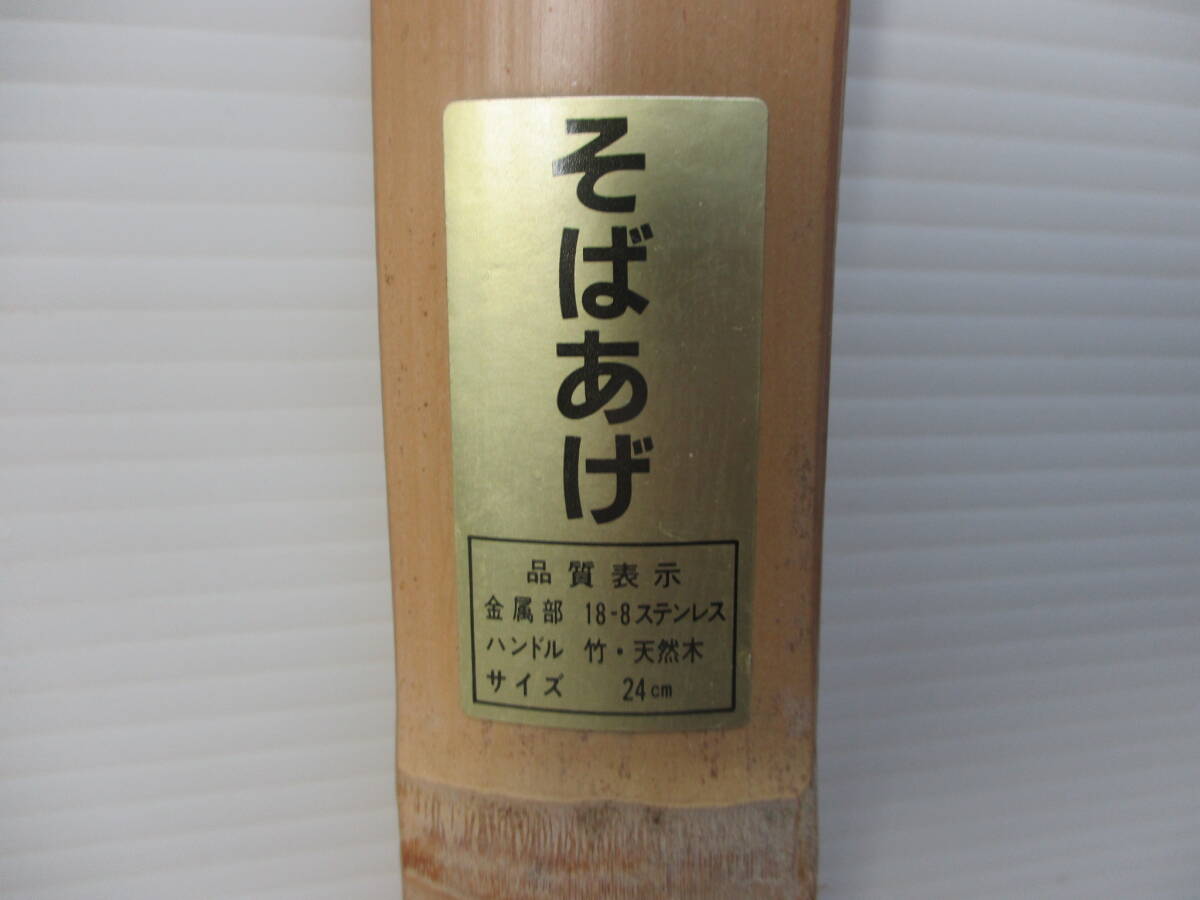 そばあげ
品質表示
金属部 18-8ステンレス
ハンドル 竹・天然木
サイズ 24cm